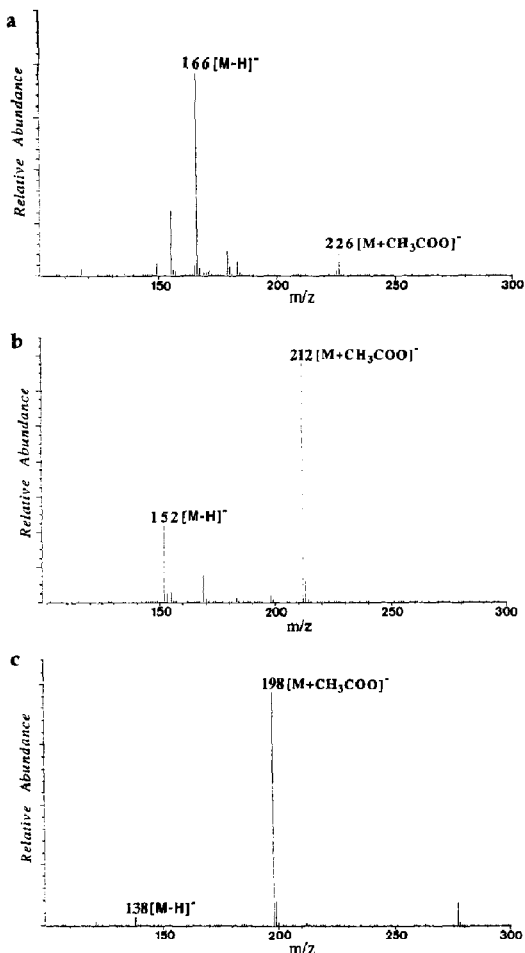 a
Relative Abundance
166[M-H]⁻
226[M+CH₃COO]⁻
150
200
250
300
m/z
b
Relative Abundance
212[M+CH₃COO]⁻
152[M-H]⁻
150
200
250
300
m/z
c
Relative Abundance
198[M+CH₃COO]⁻
138[M-H]⁻
150
200
250
300
m/z